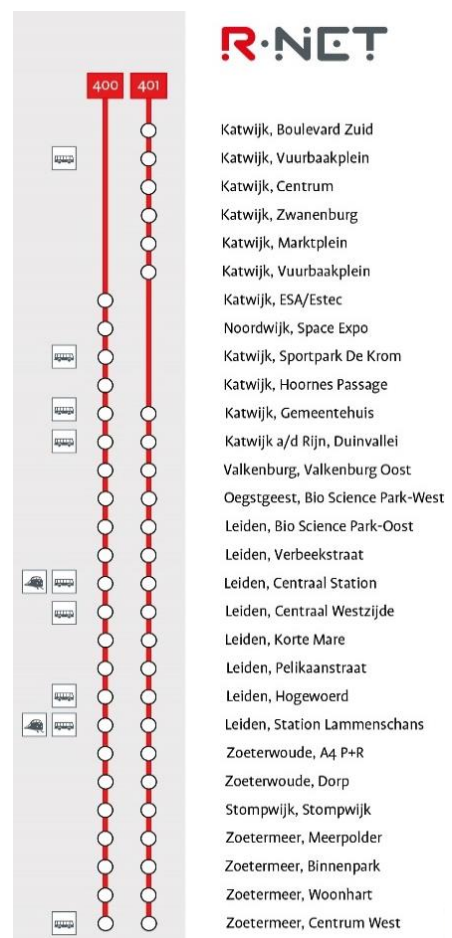 R·NET
400 401
Katwijk, Boulevard Zuid
Katwijk, Vuurbaakplein
Katwijk, Centrum
Katwijk, Zwanenburg
Katwijk, Marktplein
Katwijk, Vuurbaakplein
Katwijk, ESA/Estec
Noordwijk, Space Expo
Katwijk, Sportpark De Krom
Katwijk, Hoornes Passage
Katwijk, Gemeentehuis
Katwijk a/d Rijn, Duinvallei
Valkenburg, Valkenburg Oost
Oegstgeest, Bio Science Park-West
Leiden, Bio Science Park-Oost
Leiden, Verbeekstraat
Leiden, Centraal Station
Leiden, Centraal Westzijde
Leiden, Korte Mare
Leiden, Pelikaanstraat
Leiden, Hogewoerd
Leiden, Station Lammenschans
Zoeterwoude, A4 P+R
Zoeterwoude, Dorp
Stompwijk, Stompwijk
Zoetermeer, Meerpolder
Zoetermeer, Binnenpark
Zoetermeer, Woonhart
Zoetermeer, Centrum West